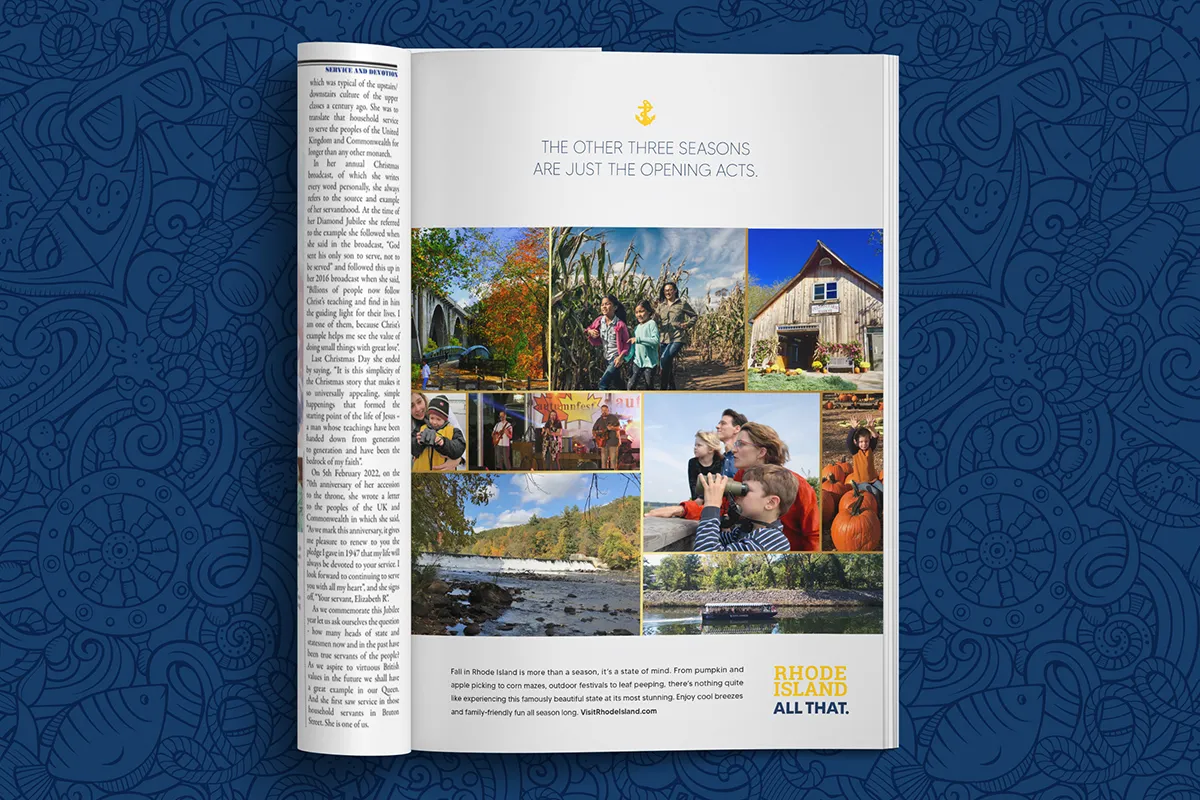 SERVICE AND DEVOTION
which was typical of the upstairs/
downstairs culture of the upper
classes a century ago. She was to
translate that household service
to serve the peoples of the United
Kingdom and Commonwealth for
longer than any other monarch.
In her annual Christmas
broadcast, of which she writes
every word personally, she always
refers to the source and example
of her servanthood. At the time of
her Diamond Jubilee she referred
to the example she followed when
she said in the broadcast, "God
sent his only son to serve, not to
be served" and followed this up in
her 2016 broadcast when she said,
"Billions of people now follow
Christ's teaching and find in him
the guiding light for their lives. I
am one of them, because Christ's
example helps me see the value of
doing small things with great love".
Last Christmas Day she ended
by saying, "It is this simplicity of
the Christmas story that makes it
so universally appealing, simple
happenings that formed the
starting point of the life of Jesus -
a man whose teachings have been
handed down from generation
to generation and have been the
bedrock of my faith".
On 5th February 2022, on the
70th anniversary of her accession
to the throne, she wrote a letter
to the peoples of the UK and
Commonwealth in which she said,
"As we mark this anniversary, it gives
me pleasure to renew to you the
pledge I gave in 1947 that my life will
always be devoted to your service. I
look forward to continuing to serve
you with all my heart", and she signs
off, "Your servant, Elizabeth R".
As we commemorate this Jubilee
year let us ask ourselves the question
- how many heads of state and
statesmen now and in the past have
been true servants of the people?
As we aspire to virtuous British
values in the future we shall have
a great example in our Queen.
And she first saw service in those
household servants in Bruton
Street. She is one of us.
THE OTHER THREE SEASONS
ARE JUST THE OPENING ACTS.
autumnfest
Fall in Rhode Island is more than a season, it's a state of mind. From pumpkin and
apple picking to corn mazes, outdoor festivals to leaf peeping, there's nothing quite
like experiencing this famously beautiful state at its most stunning. Enjoy cool breezes
and family-friendly fun all season long. VisitRhodeIsland.com
RHODE
ISLAND
ALL THAT.